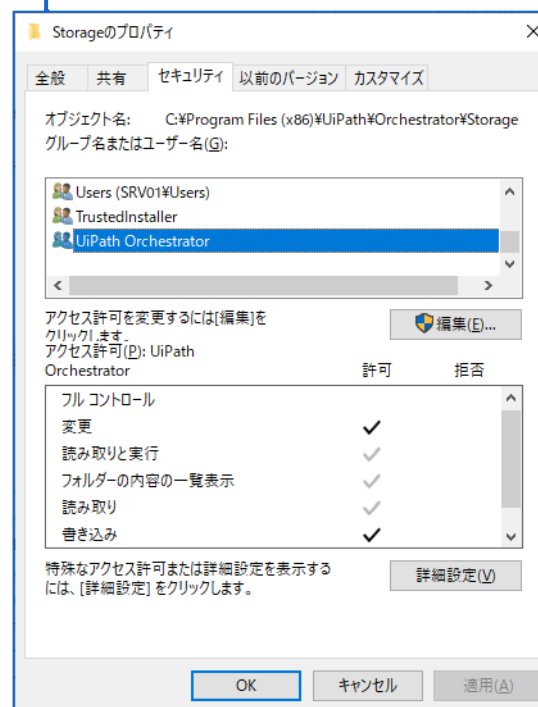 Storageのプロパティ
全般 共有 セキュリティ 以前のバージョン カスタマイズ
オブジェクト名: C:¥Program Files (x86)¥UiPath¥Orchestrator¥Storage
グループ名またはユーザー名(G):
Users (SRV01¥Users)
TrustedInstaller
UiPath Orchestrator
アクセス許可を変更するには[編集]を
クリックします。
編集(E)...
アクセス許可(P): UiPath
Orchestrator 許可 拒否
フル コントロール
変更
読み取りと実行
フォルダーの内容の一覧表示
読み取り
書き込み
特殊なアクセス許可または詳細設定を表示する
には、[詳細設定] をクリックします。
詳細設定(V)
OK キャンセル 適用(A)